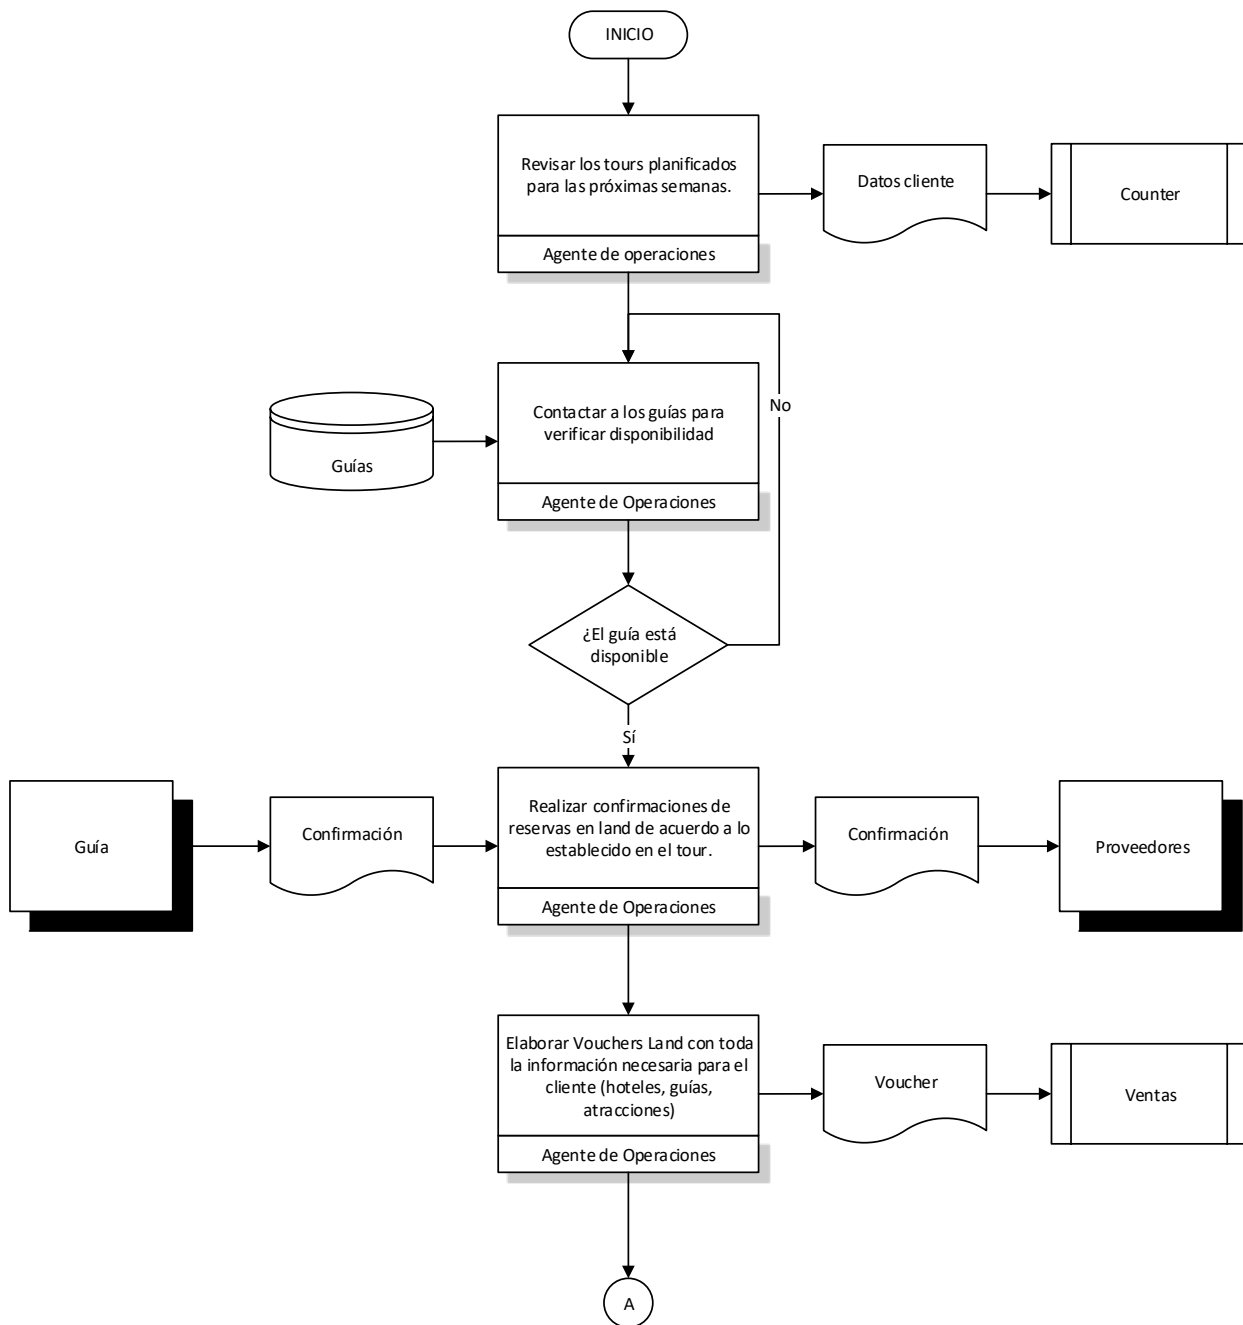 INICIO
Revisar los tours planificados
para las próximas semanas.
Agente de operaciones
Datos cliente
Counter
Guías
Contactar a los guías para
verificar disponibilidad
Agente de Operaciones
No
¿El guía está
disponible
Sí
Guía
Confirmación
Realizar confirmaciones de
reservas en land de acuerdo a lo
establecido en el tour.
Agente de Operaciones
Confirmación
Proveedores
Elaborar Vouchers Land con toda
la información necesaria para el
cliente (hoteles, guías,
atracciones)
Agente de Operaciones
Voucher
Ventas
A